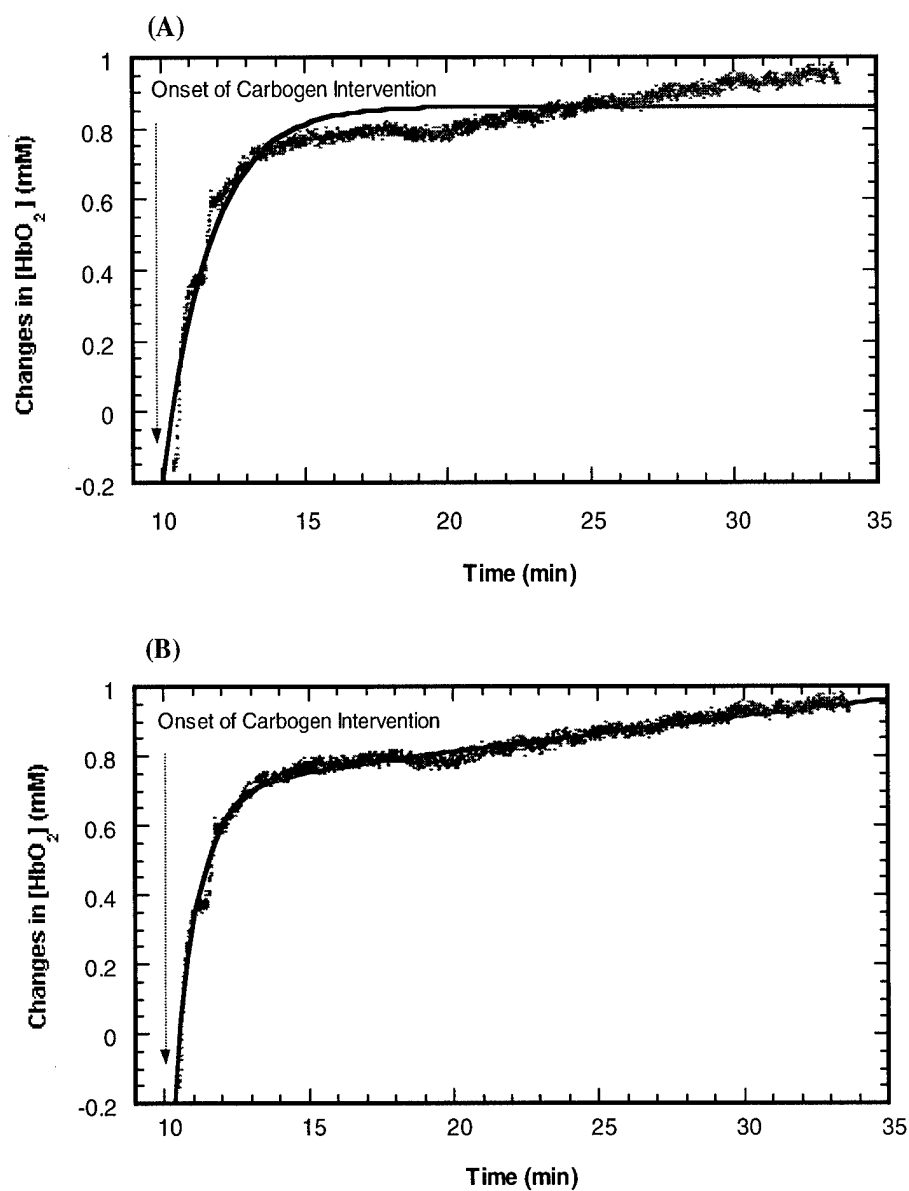 (A)
1
Onset of Carbogen Intervention
0.8
0.6
0.4
0.2
0
-0.2
Changes in [HbO2] (mM)
10 15 20 25 30 35
Time (min)
(B)
1
Onset of Carbogen Intervention
0.8
0.6
0.4
0.2
0
-0.2
Changes in [HbO2] (mM)
10 15 20 25 30 35
Time (min)